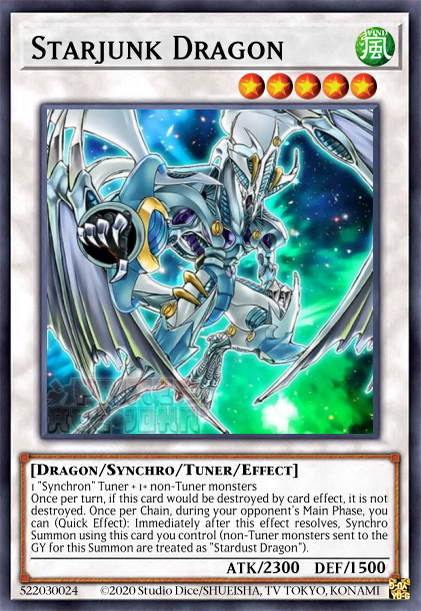 Starjunk Dragon
WIND
風
[Dragon/Synchro/Tuner/Effect]
1 "Synchron" Tuner + 1+ non-Tuner monsters
Once per turn, if this card would be destroyed by card effect, it is not
destroyed. Once per Chain, during your opponent's Main Phase, you
can (Quick Effect): Immediately after this effect resolves, Synchro
Summon using this card you control (non-Tuner monsters sent to the
GY for this Summon are treated as "Stardust Dragon").
ATK/2300 DEF/1500
522030024 ©2020 Studio Dice/SHUEISHA, TV TOKYO, KONAMI